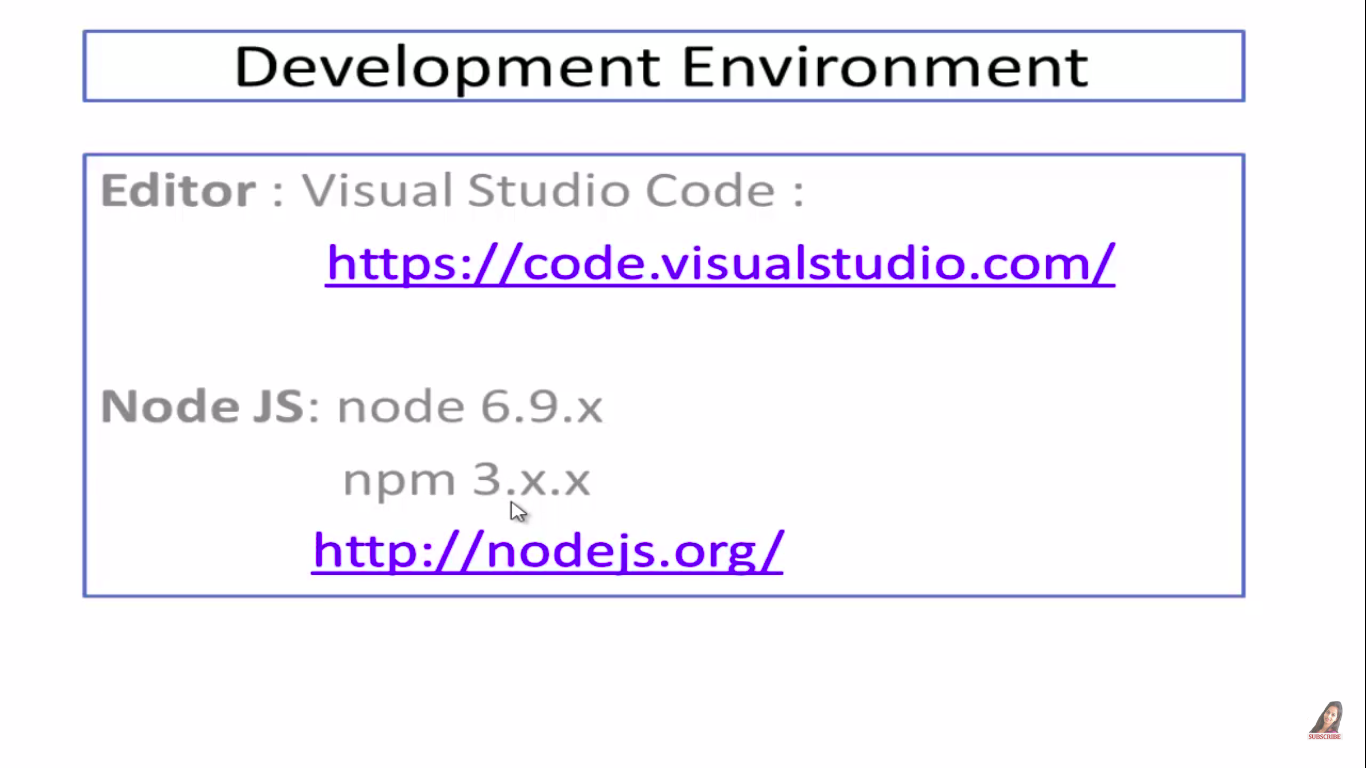 Development Environment
Editor : Visual Studio Code :
https://code.visualstudio.com/
Node JS: node 6.9.x
npm 3.x.x
http://nodejs.org/
SUBSCRIBE